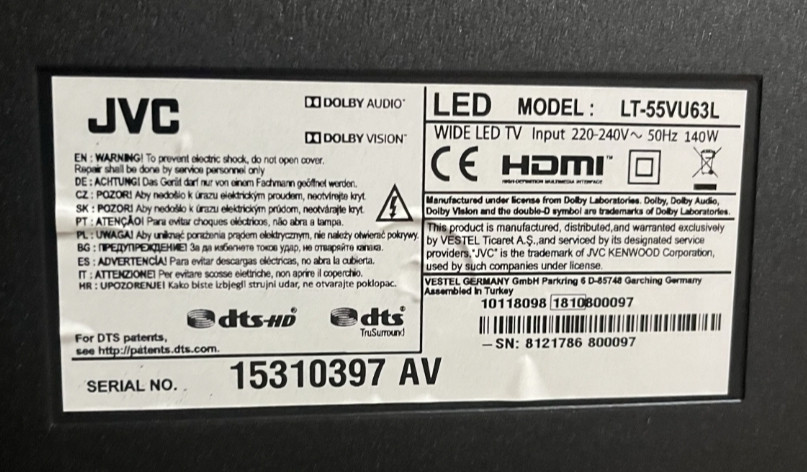 JVC
DOLBY AUDIO™
DOLBY VISION™
EN : WARNING! To prevent electric shock, do not open cover.
Repair shall be done by service personnel only
DE : ACHTUNG! Das Gerät darf nur von einem Fachmann geöffnet werden.
CZ : POZOR! Aby nedošlo k úrazu elektrickým proudem, neotvírejte kryt.
SK : POZOR! Aby nedošlo k úrazu elektrickým prúdom, neotvárajte kryt.
PT : ATENÇÃO! Para evitar choques eléctricos, não abra a tampa.
PL : UWAGA! Aby uniknąć porażenia prądem elektrycznym, nie należy otwierać pokrywy.
BG : ПРЕДУПРЕЖДЕНИЕ! За да избегнете токов удар, не отваряйте капака.
ES : ADVERTENCIA! Para evitar descargas eléctricas, no abra la cubierta.
IT : ATTENZIONE! Per evitare scosse elettriche, non aprire il coperchio.
HR : UPOZORENJE! Kako biste izbjegli strujni udar, ne otvarajte poklopac.
dts-HD dts
TruSurround
For DTS patents,
see http://patents.dts.com.
SERIAL NO. 15310397 AV
LED MODEL : LT-55VU63L
WIDE LED TV Input 220-240V~ 50Hz 140W
CE HDMI™
HIGH-DEFINITION MULTIMEDIA INTERFACE
Manufactured under license from Dolby Laboratories. Dolby, Dolby Audio,
Dolby Vision and the double-D symbol are trademarks of Dolby Laboratories.
This product is manufactured, distributed,and warranted exclusively
by VESTEL Ticaret A.Ş.,and serviced by its designated service
providers."JVC" is the trademark of JVC KENWOOD Corporation,
used by such companies under license.
VESTEL GERMANY GmbH Parkring 6 D-85748 Garching Germany
Assembled in Turkey
10118098 1810800097
SN: 8121786 800097